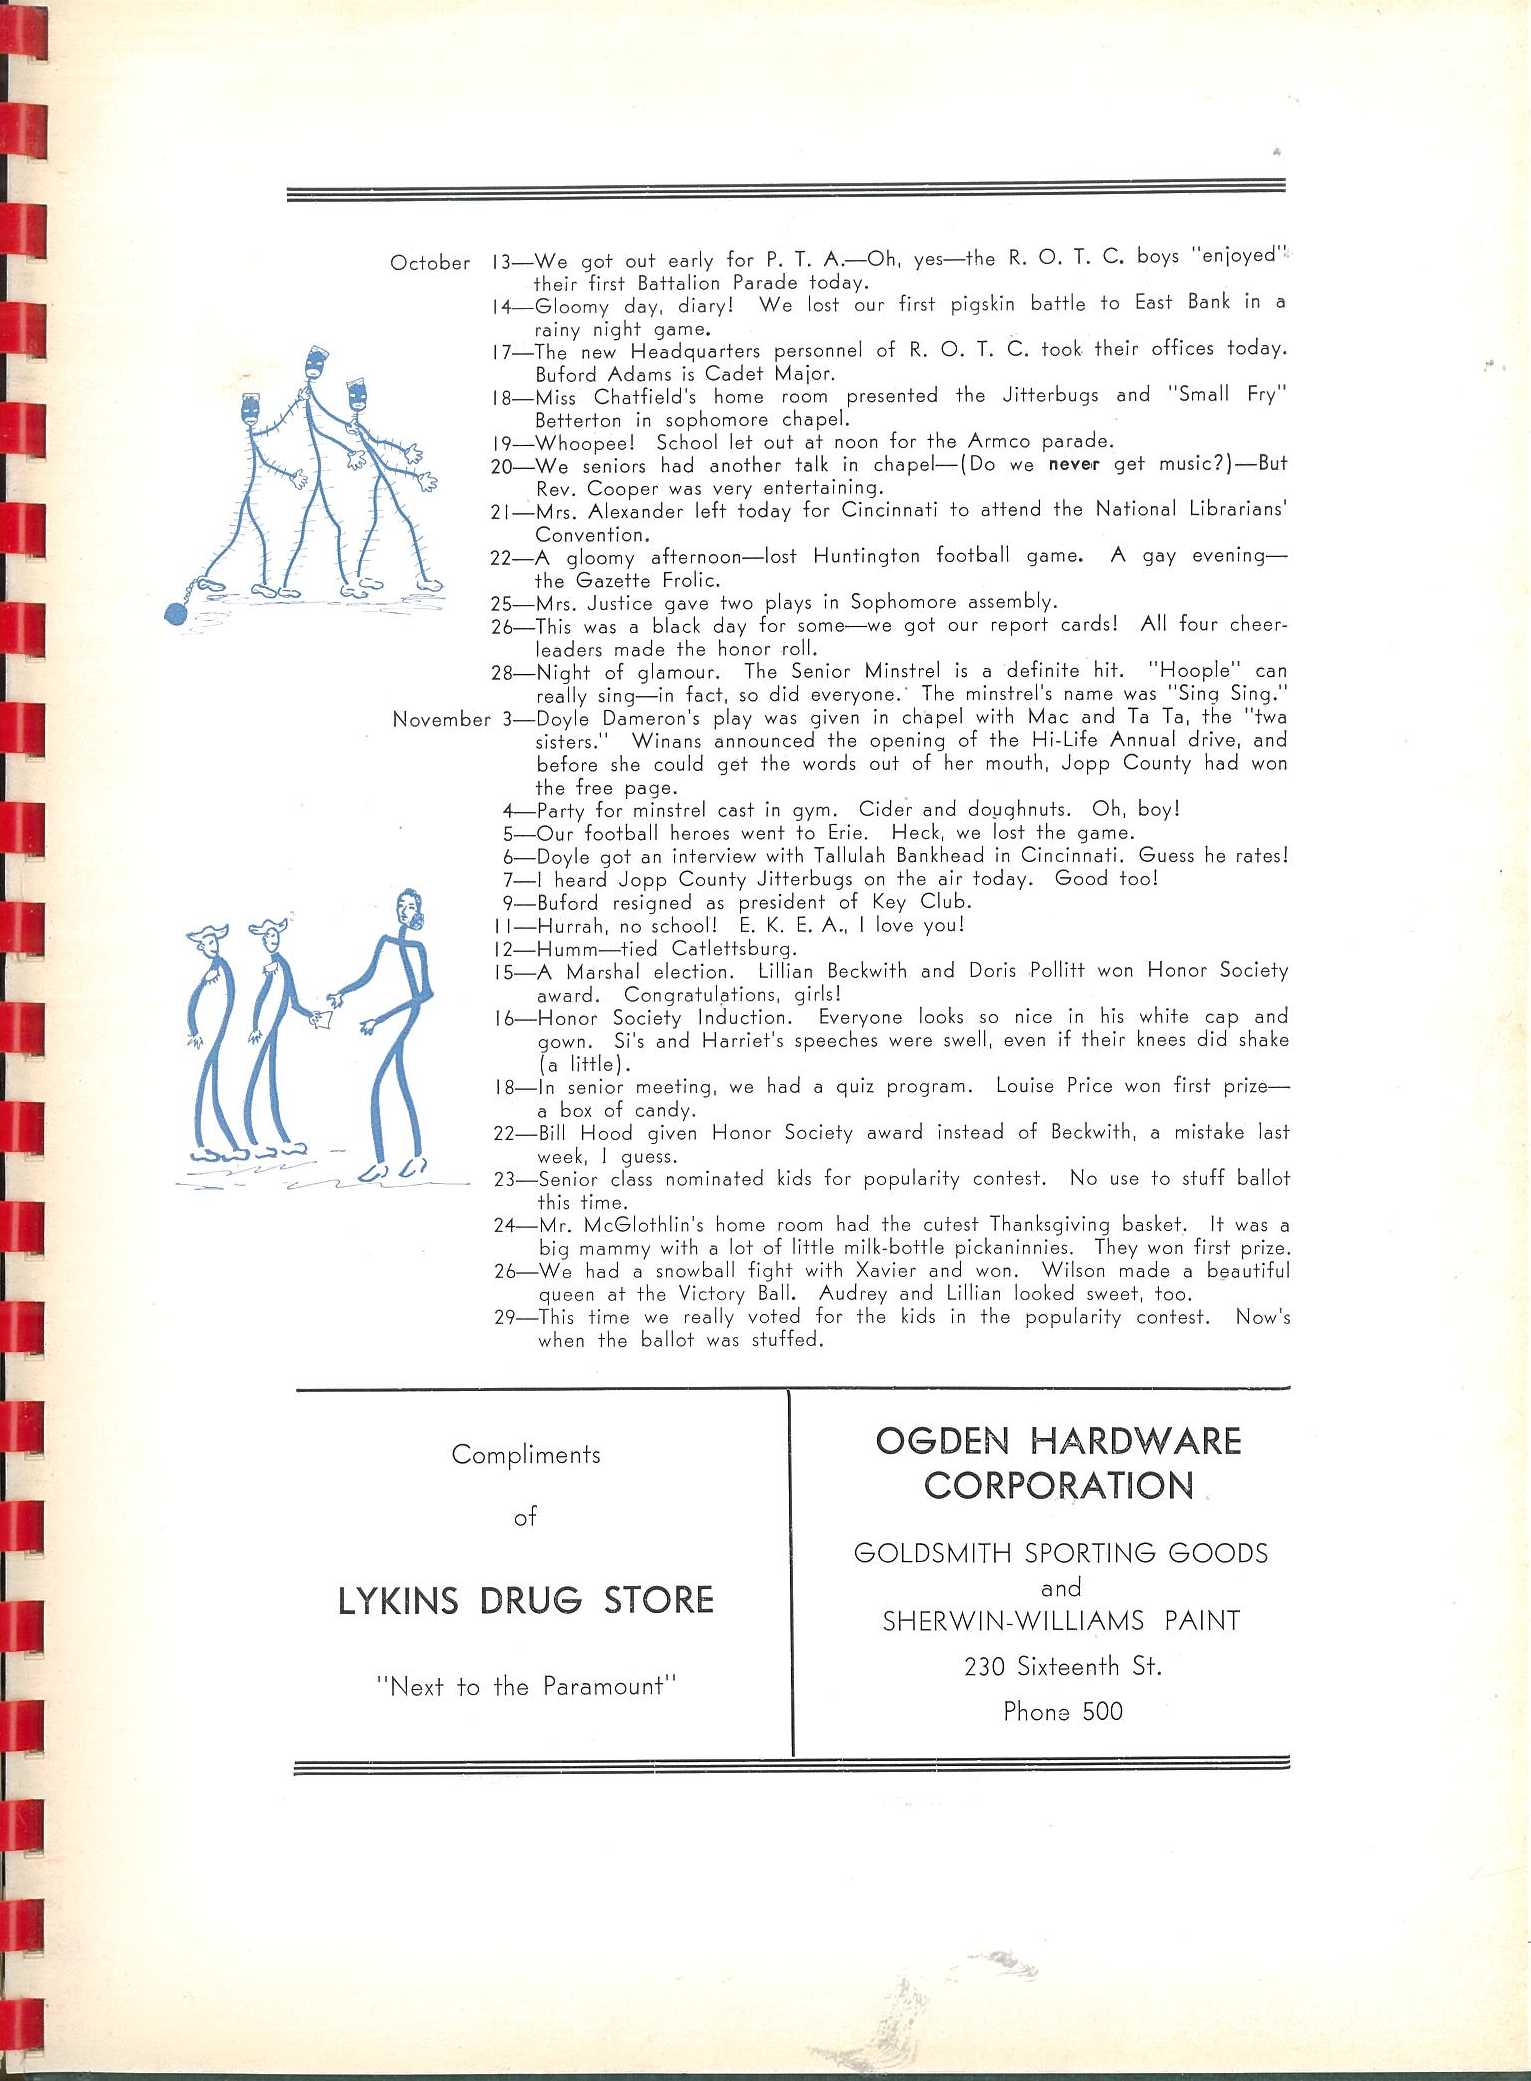 October 13—We got out early for P. T. A.—Oh, yes—the R. O. T. C. boys "enjoyed"
their first Battalion Parade today.
14—Gloomy day, diary! We lost our first pigskin battle to East Bank in a
rainy night game.
17—The new Headquarters personnel of R. O. T. C. took their offices today.
Buford Adams is Cadet Major.
18—Miss Chatfield's home room presented the Jitterbugs and "Small Fry"
Betterton in sophomore chapel.
19—Whoopee! School let out at noon for the Armco parade.
20—We seniors had another talk in chapel—(Do we never get music?)—But
Rev. Cooper was very entertaining.
21—Mrs. Alexander left today for Cincinnati to attend the National Librarians'
Convention.
22—A gloomy afternoon—lost Huntington football game. A gay evening—
the Gazette Frolic.
25—Mrs. Justice gave two plays in Sophomore assembly.
26—This was a black day for some—we got our report cards! All four cheer-
leaders made the honor roll.
28—Night of glamour. The Senior Minstrel is a definite hit. "Hoople" can
really sing—in fact, so did everyone. The minstrel's name was "Sing Sing."
November 3—Doyle Dameron's play was given in chapel with Mac and Ta Ta, the "twa
sisters." Winans announced the opening of the Hi-Life Annual drive, and
before she could get the words out of her mouth, Jopp County had won
the free page.
4—Party for minstrel cast in gym. Cider and doughnuts. Oh, boy!
5—Our football heroes went to Erie. Heck, we lost the game.
6—Doyle got an interview with Tallulah Bankhead in Cincinnati. Guess he rates!
7—I heard Jopp County Jitterbugs on the air today. Good too!
9—Buford resigned as president of Key Club.
11—Hurrah, no school! E. K. E. A., I love you!
12—Humm—tied Catlettsburg.
15—A Marshal election. Lillian Beckwith and Doris Pollitt won Honor Society
award. Congratulations, girls!
16—Honor Society Induction. Everyone looks so nice in his white cap and
gown. Si's and Harriet's speeches were swell, even if their knees did shake
(a little).
18—In senior meeting, we had a quiz program. Louise Price won first prize—
a box of candy.
22—Bill Hood given Honor Society award instead of Beckwith, a mistake last
week, I guess.
23—Senior class nominated kids for popularity contest. No use to stuff ballot
this time.
24—Mr. McGlothlin's home room had the cutest Thanksgiving basket. It was a
big mammy with a lot of little milk-bottle pickaninnies. They won first prize.
26—We had a snowball fight with Xavier and won. Wilson made a beautiful
queen at the Victory Ball. Audrey and Lillian looked sweet, too.
29—This time we really voted for the kids in the popularity contest. Now's
when the ballot was stuffed.
Compliments
of
LYKINS DRUG STORE
"Next to the Paramount"
OGDEN HARDWARE
CORPORATION
GOLDSMITH SPORTING GOODS
and
SHERWIN-WILLIAMS PAINT
230 Sixteenth St.
Phone 500